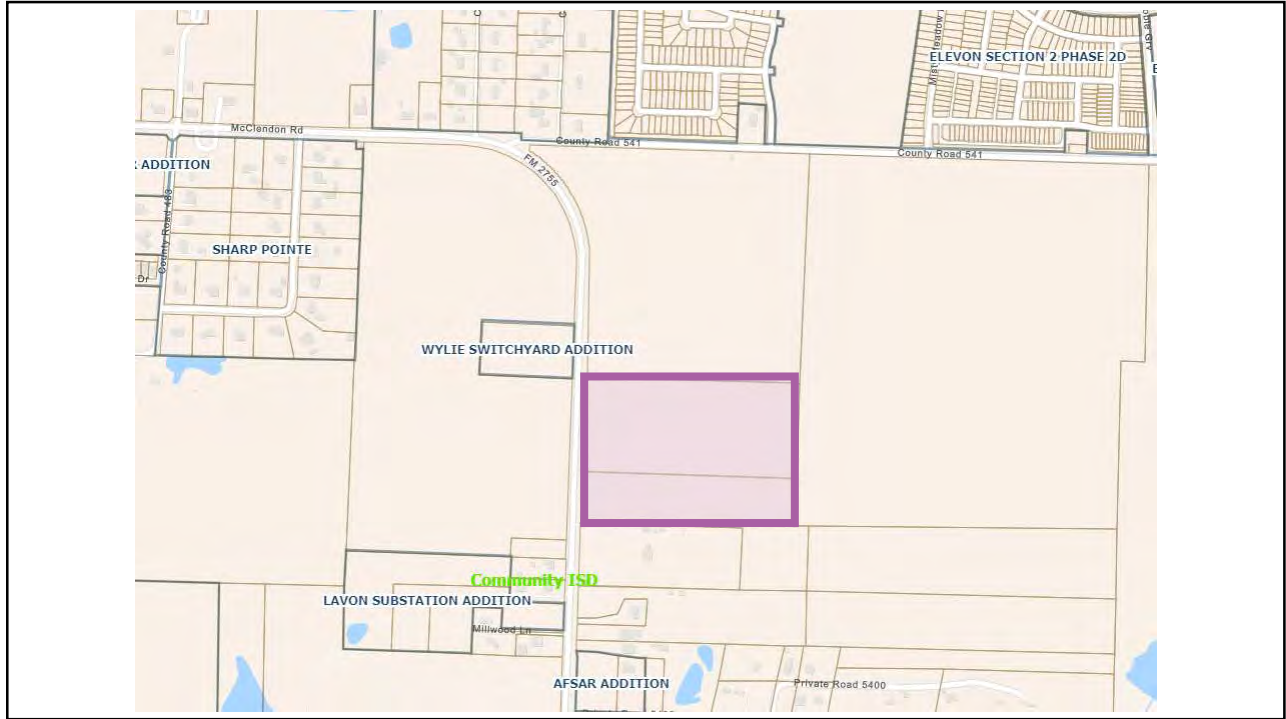 ELEVON SECTION 2 PHASE 2D
McClendon Rd
County Road 541
County Road 541
FM 2755
ADDITION
County Road 483
SHARP POINTE
Dr
WYLIE SWITCHYARD ADDITION
Community ISD
LAVON SUBSTATION ADDITION
Millwood Ln
AFSAR ADDITION
Private Road 5400